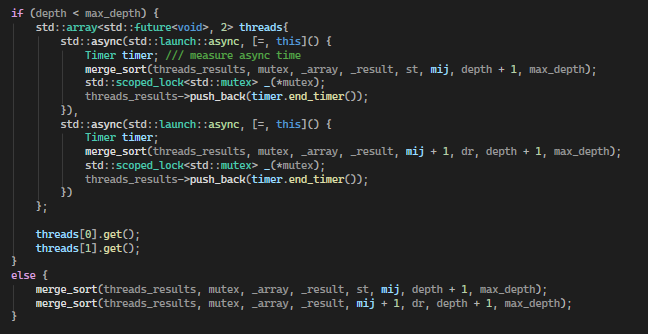 if (depth < max_depth) {
    std::array<std::future<void>, 2> threads{
        std::async(std::launch::async, [=, this]() {
            Timer timer; /// measure async time
            merge_sort(threads_results, mutex, _array, _result, st, mij, depth + 1, max_depth);
            std::scoped_lock<std::mutex> _(*mutex);
            threads_results->push_back(timer.end_timer());
        }),
        std::async(std::launch::async, [=, this]() {
            Timer timer;
            merge_sort(threads_results, mutex, _array, _result, mij + 1, dr, depth + 1, max_depth);
            std::scoped_lock<std::mutex> _(*mutex);
            threads_results->push_back(timer.end_timer());
        })
    };

    threads[0].get();
    threads[1].get();
}
else {
    merge_sort(threads_results, mutex, _array, _result, st, mij, depth + 1, max_depth);
    merge_sort(threads_results, mutex, _array, _result, mij + 1, dr, depth + 1, max_depth);
}